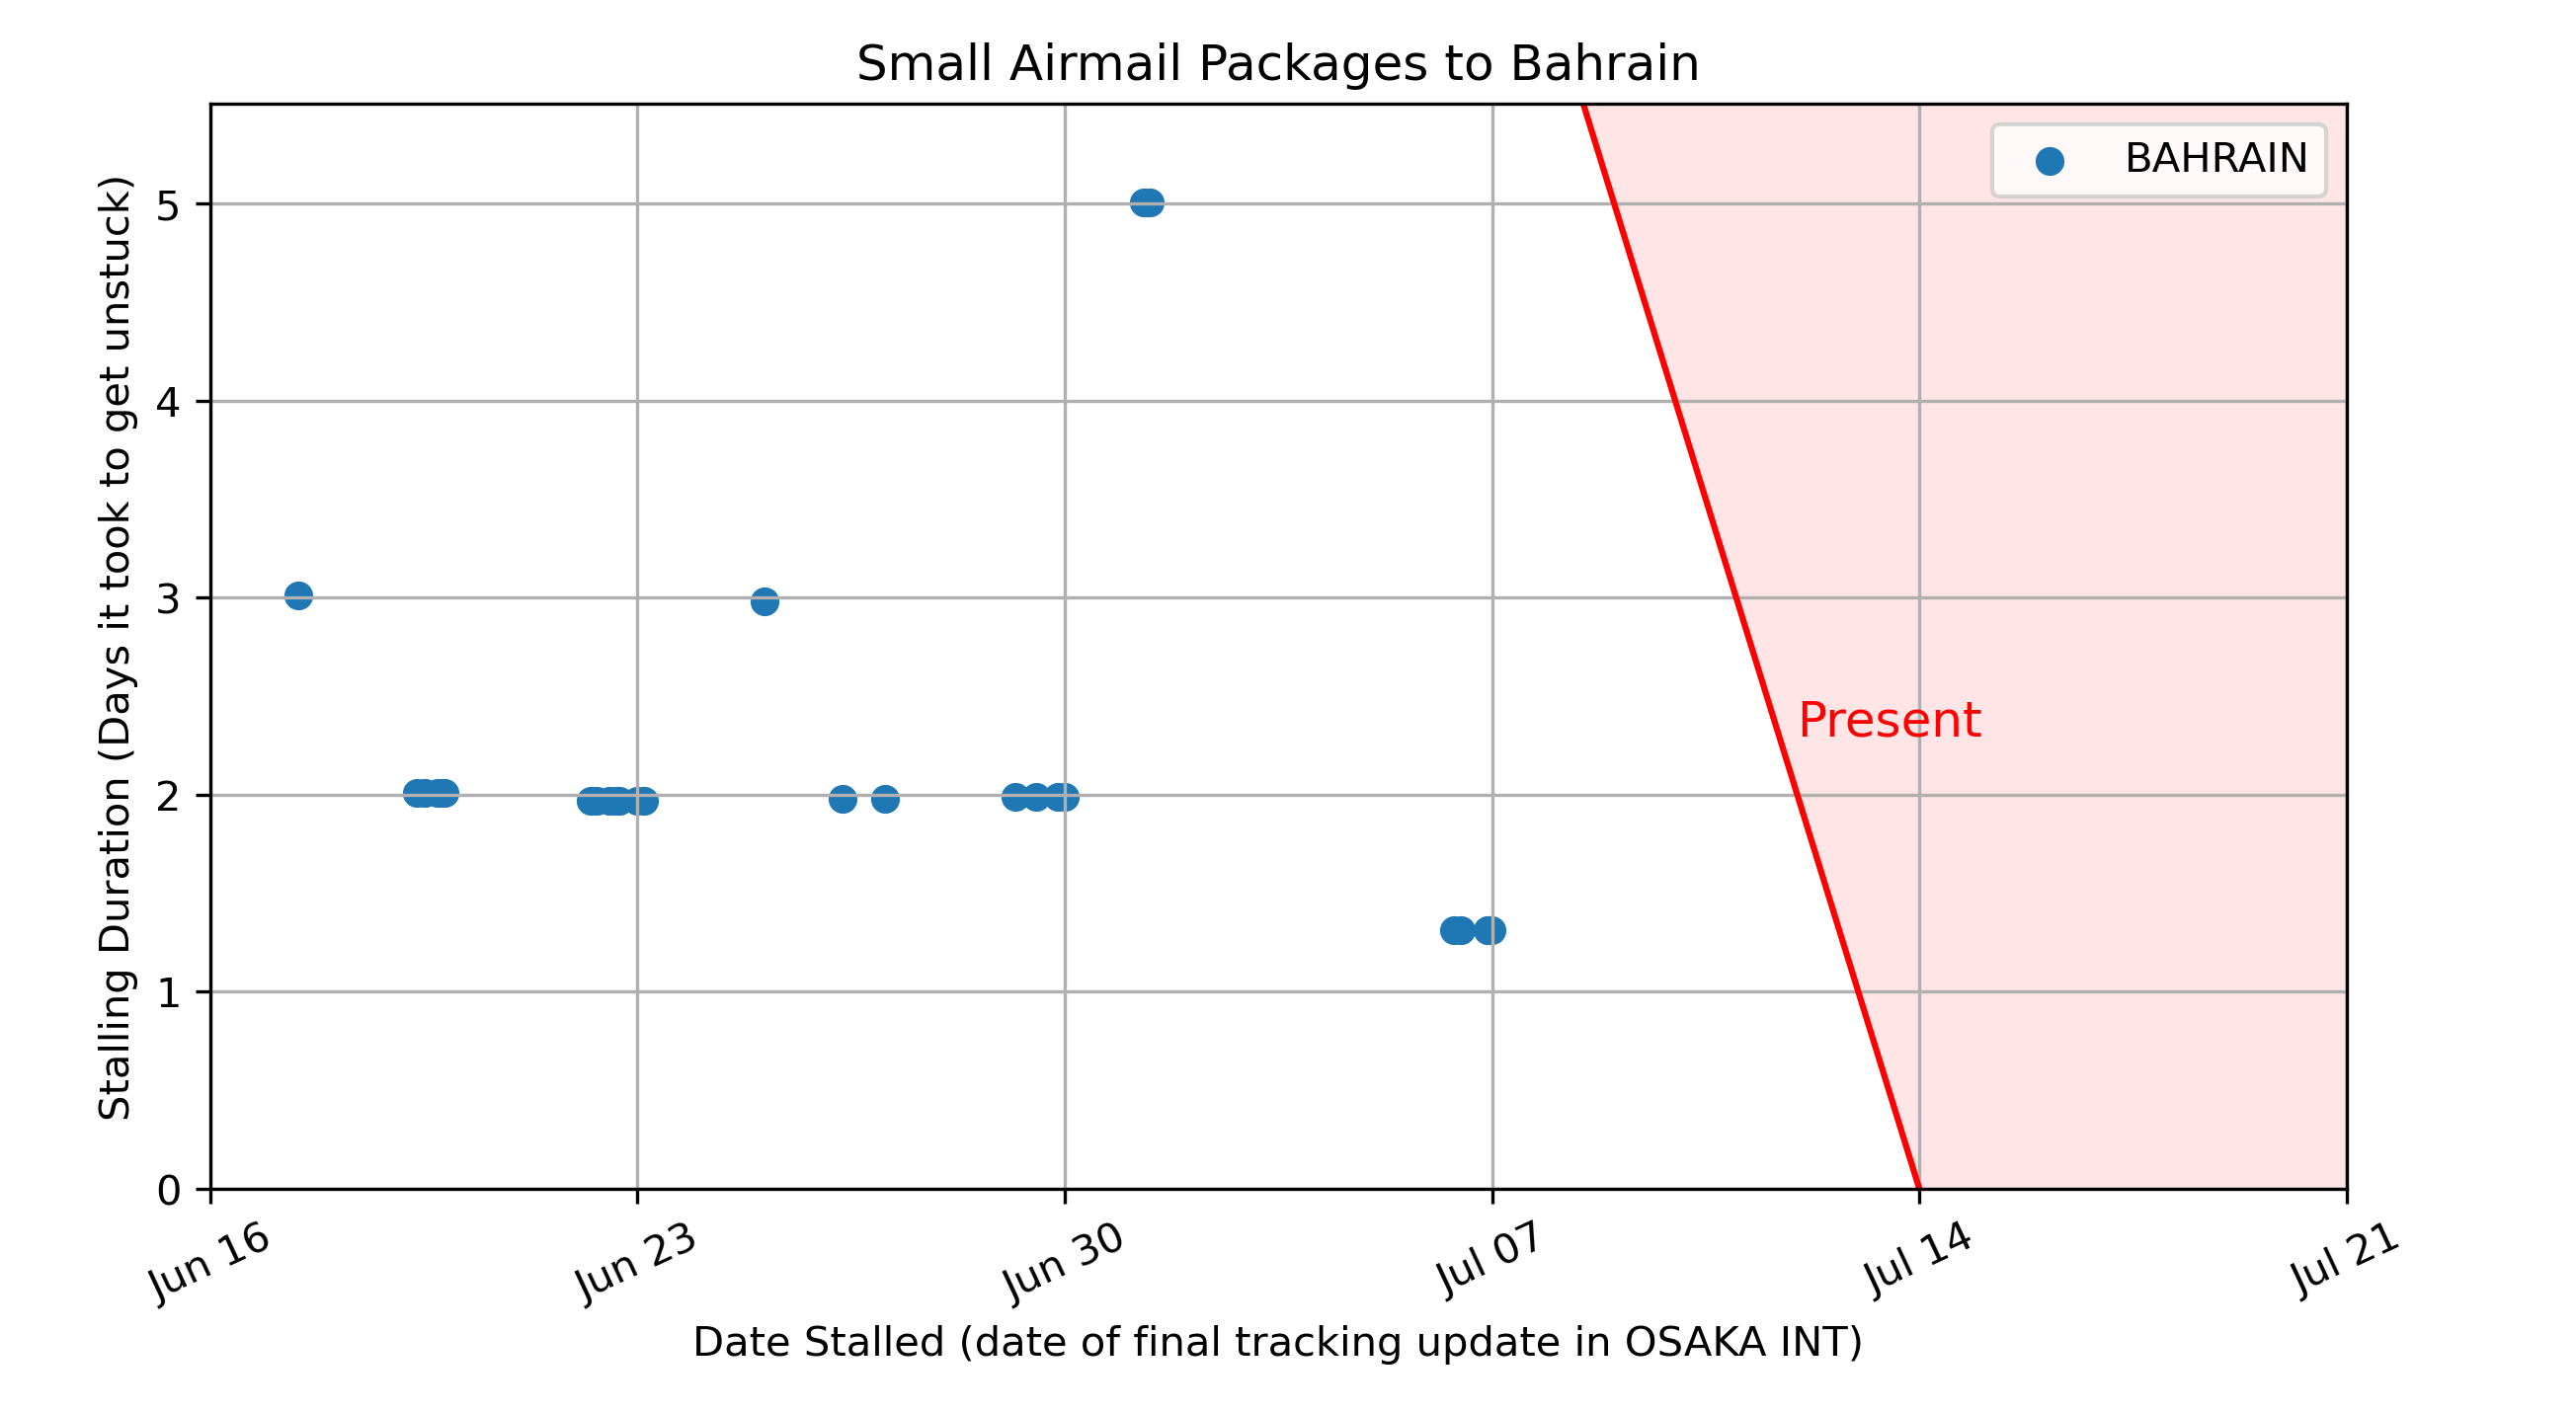 Small Airmail Packages to Bahrain
BAHRAIN
Stalling Duration (Days it took to get unstuck)
5
4
3
2
1
0
Present
Jun 16
Jun 23
Jun 30
Jul 07
Jul 14
Jul 21
Date Stalled (date of final tracking update in OSAKA INT)